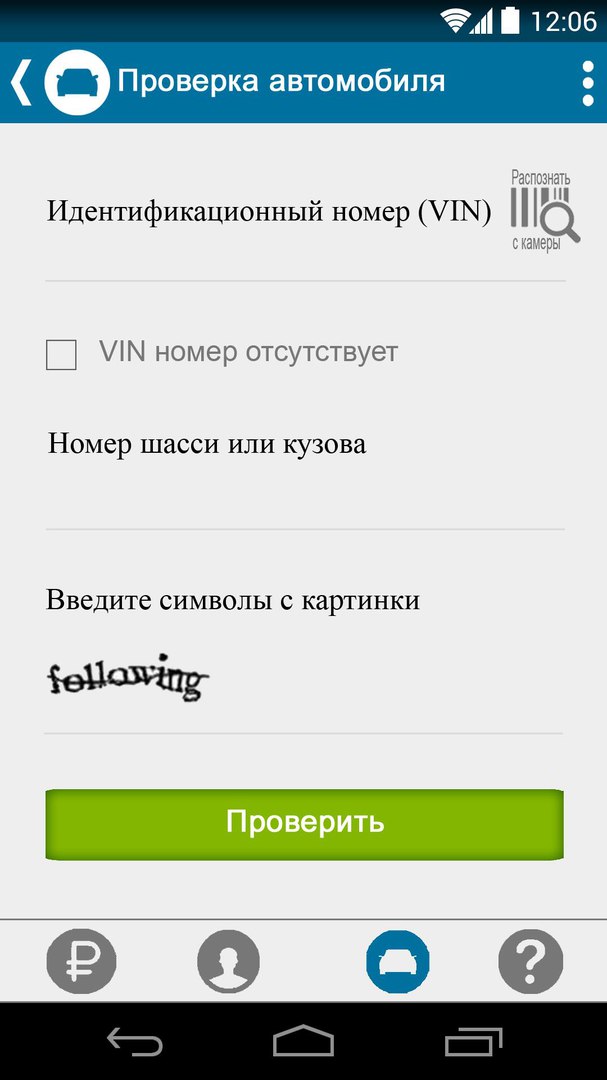 12:06
Проверка автомобиля
Распознать
Идентификационный номер (VIN)
с камеры
VIN номер отсутствует
Номер шасси или кузова
Введите символы с картинки
following
Проверить